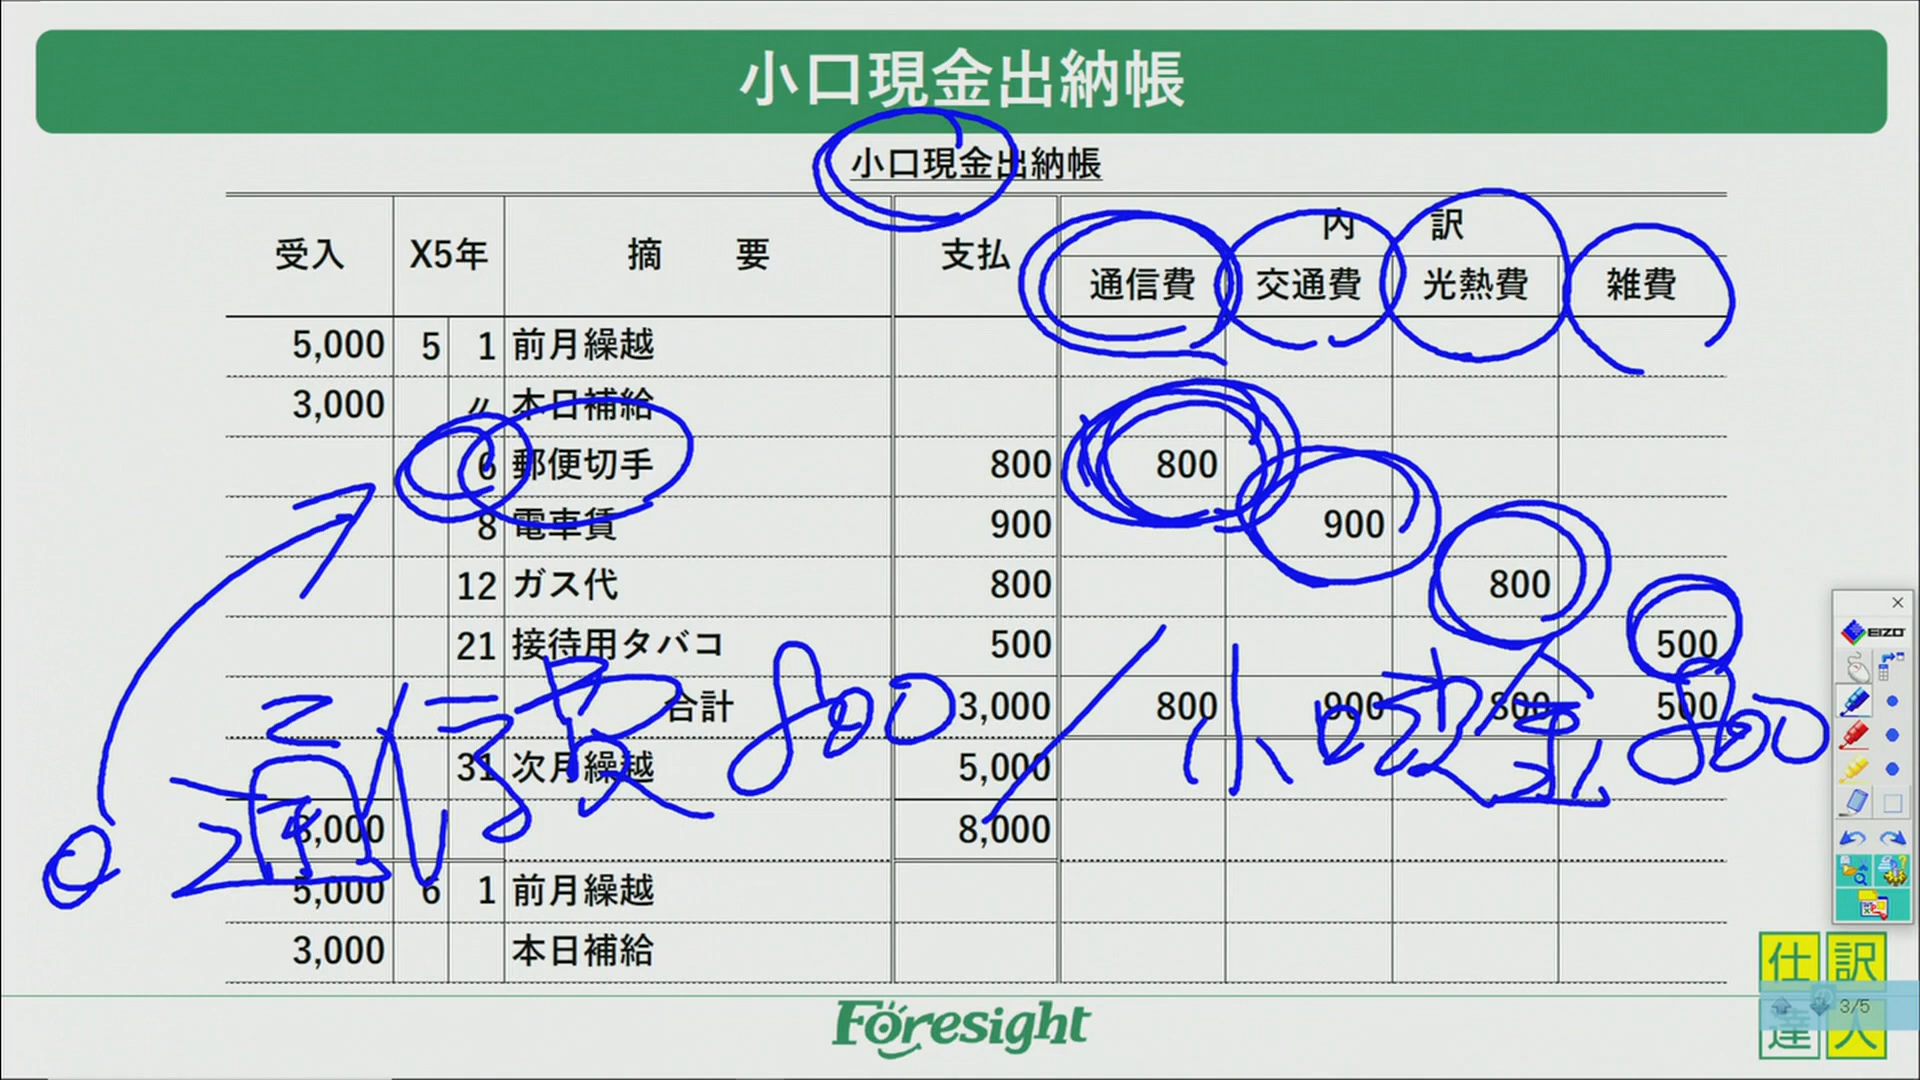 小口現金出納帳
小口現金出納帳
受入 X5年 摘 要 支払 内 訳
通信費 交通費 光熱費 雑費
5,000 5 1 前月繰越
3,000 〃 本日補給
6 郵便切手 800 800
8 電車賃 900 900
12 ガス代 800 800
21 接待用タバコ 500 500
合計 3,000 800 900 800 500
31 次月繰越 5,000
8,000 8,000
5,000 6 1 前月繰越
3,000 本日補給
通信費 800 / 小口現金 800
EIZO
Foresight
仕訳
達人
3/5